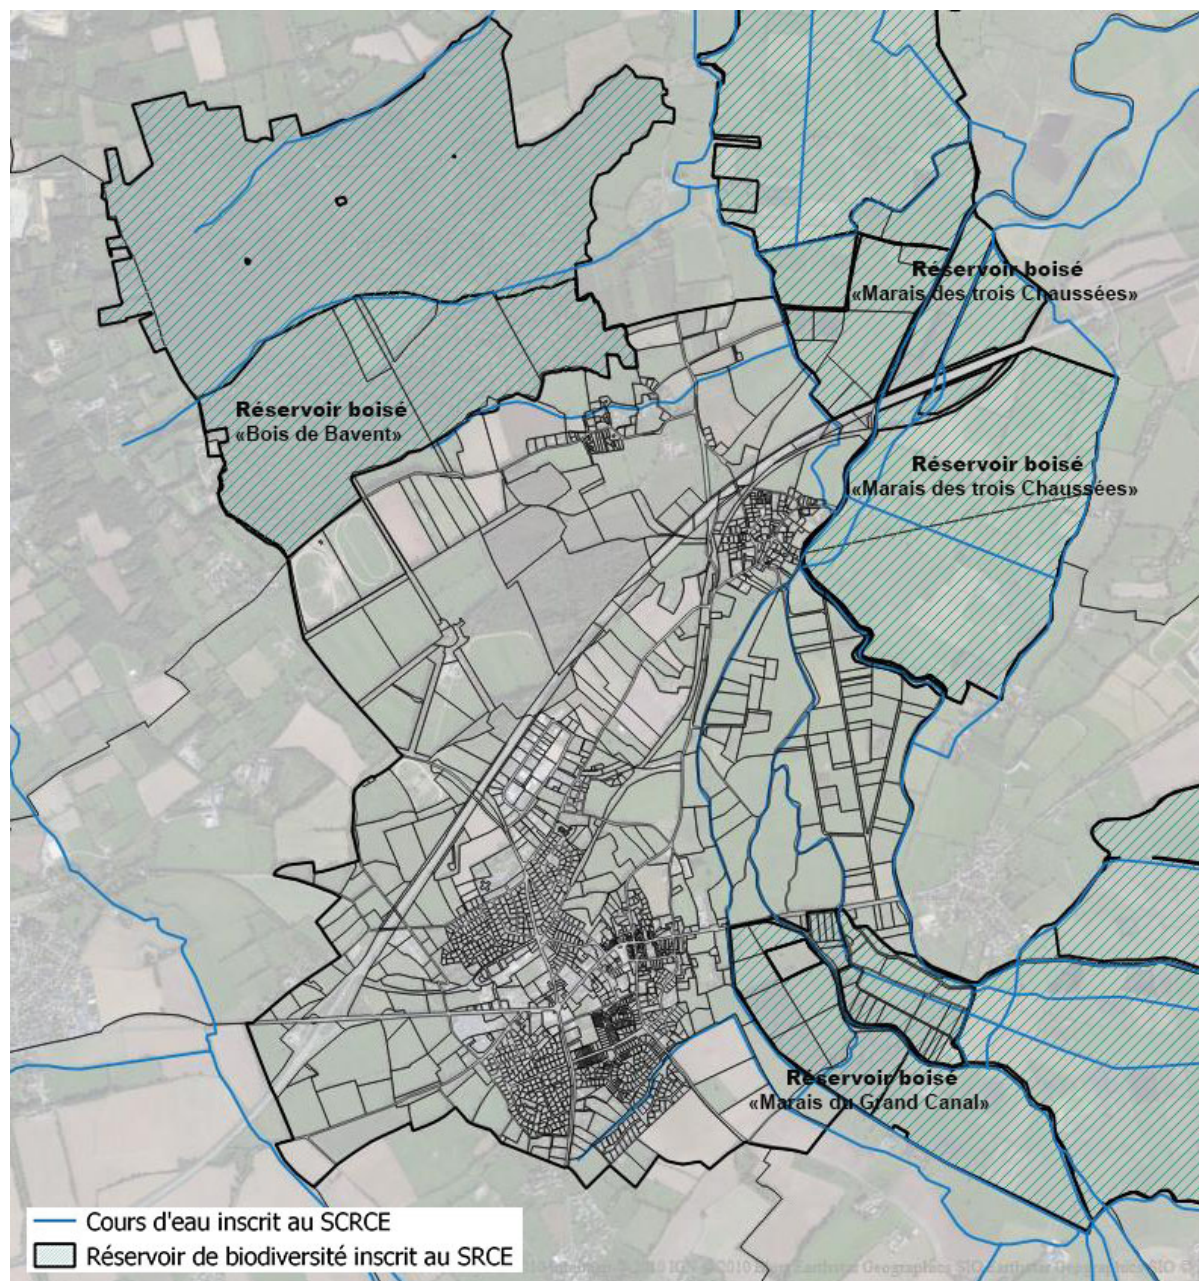 Réservoir boisé
«Marais des trois Chaussées»
Réservoir boisé
«Bois de Bavent»
Réservoir boisé
«Marais des trois Chaussées»
Réservoir boisé
«Marais du Grand Canal»
Cours d'eau inscrit au SCRCE
Réservoir de biodiversité inscrit au SRCE